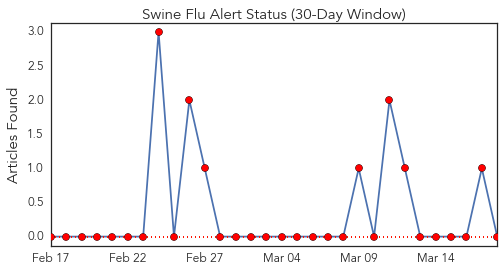 Swine Flu Alert Status (30-Day Window)
Articles Found
3.0
2.5
2.0
1.5
1.0
0.5
0.0
Feb 17 Feb 22 Feb 27 Mar 04 Mar 09 Mar 14